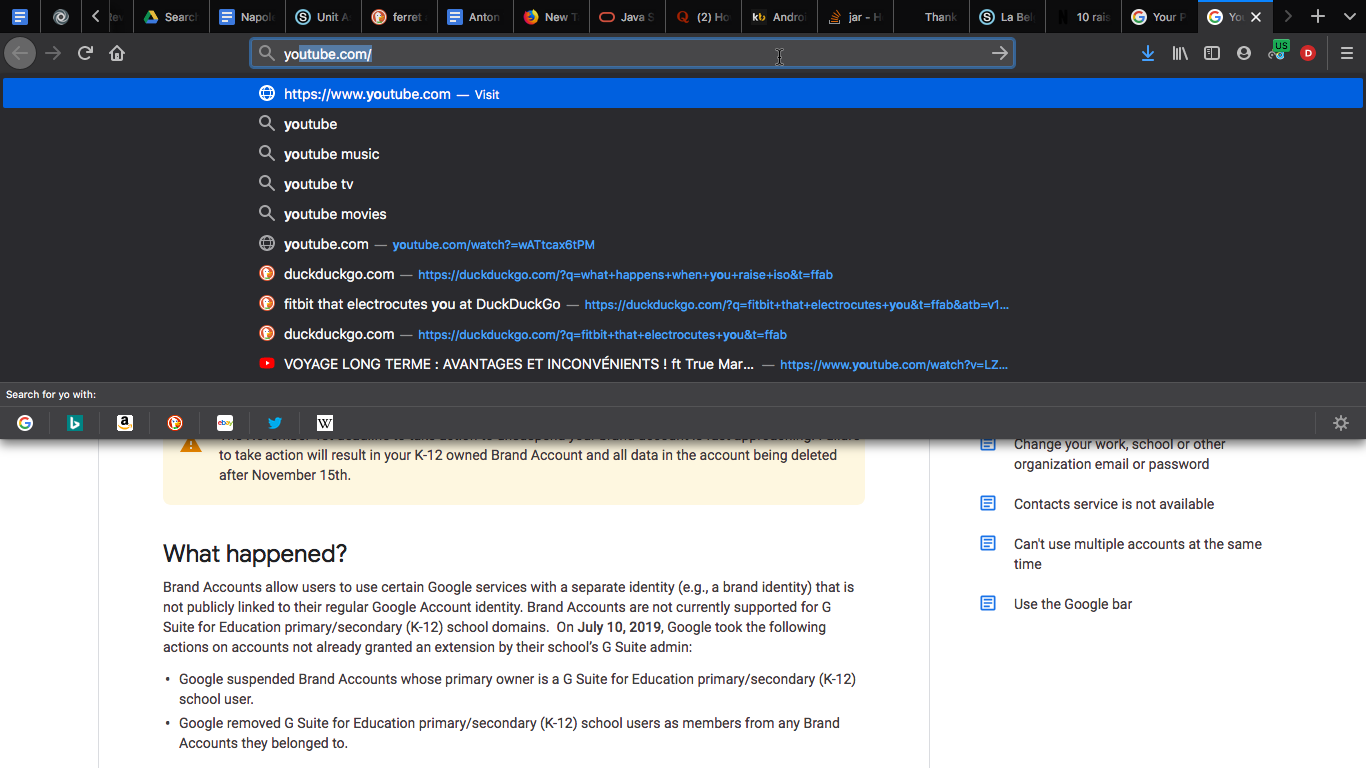 Search
Napol
Unit A
ferret
Anton
New T
Java S
(2) Ho
Andro
jar - H
Thank
La Bel
10 rais
Your P
Yo
youtube.com/
US
D
https://www.youtube.com — Visit
youtube
youtube music
youtube tv
youtube movies
youtube.com — youtube.com/watch?=wATtcax6tPM
duckduckgo.com — https://duckduckgo.com/?q=what+happens+when+you+raise+iso&t=ffab
fitbit that electrocutes you at DuckDuckGo — https://duckduckgo.com/?q=fitbit+that+electrocutes+you&t=ffab&atb=v1...
duckduckgo.com — https://duckduckgo.com/?q=fitbit+that+electrocutes+you&t=ffab
VOYAGE LONG TERME : AVANTAGES ET INCONVÉNIENTS ! ft True Mar... — https://www.youtube.com/watch?v=LZ...
Search for yo with:
to take action will result in your K-12 owned Brand Account and all data in the account being deleted
after November 15th.
What happened?
Brand Accounts allow users to use certain Google services with a separate identity (e.g., a brand identity) that is
not publicly linked to their regular Google Account identity. Brand Accounts are not currently supported for G
Suite for Education primary/secondary (K-12) school domains. On July 10, 2019, Google took the following
actions on accounts not already granted an extension by their school's G Suite admin:
• Google suspended Brand Accounts whose primary owner is a G Suite for Education primary/secondary (K-12)
school user.
• Google removed G Suite for Education primary/secondary (K-12) school users as members from any Brand
Accounts they belonged to.
Change your work, school or other
organization email or password
Contacts service is not available
Can't use multiple accounts at the same
time
Use the Google bar